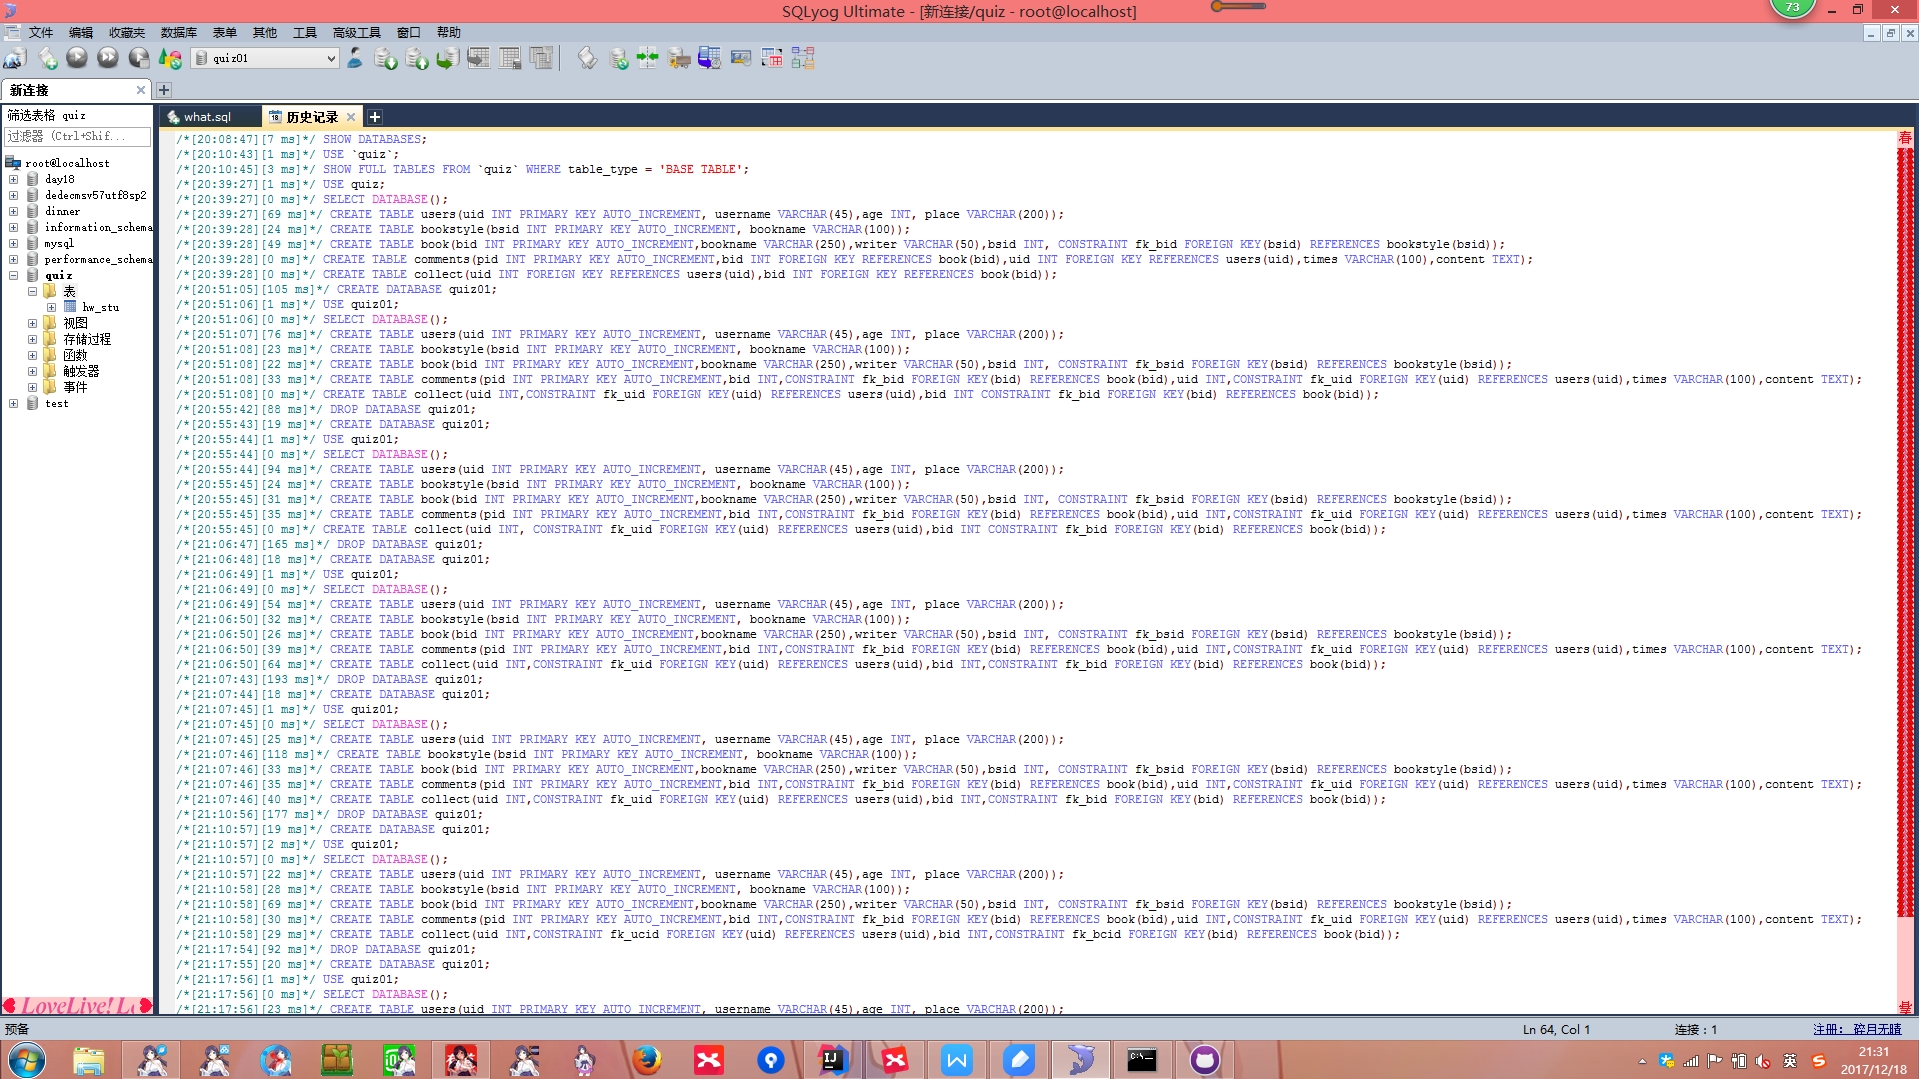 SQLyog Ultimate - [新连接/quiz - root@localhost]
73
文件 编辑 收藏夹 数据库 表单 其他 工具 高级工具 窗口 帮助
quiz01
新连接
筛选表格 quiz
过滤器 (Ctrl+Shif...
root@localhost
day18
dedecmsv57utf8sp2
dinner
information_schema
mysql
performance_schema
quiz
表
hw_stu
视图
存储过程
函数
触发器
事件
test
LoveLive!
what.sql 历史记录
/*[20:08:47][7 ms]*/ SHOW DATABASES;
/*[20:10:43][1 ms]*/ USE `quiz`;
/*[20:10:45][3 ms]*/ SHOW FULL TABLES FROM `quiz` WHERE table_type = 'BASE TABLE';
/*[20:39:27][1 ms]*/ USE quiz;
/*[20:39:27][0 ms]*/ SELECT DATABASE();
/*[20:39:27][69 ms]*/ CREATE TABLE users(uid INT PRIMARY KEY AUTO_INCREMENT, username VARCHAR(45),age INT, place VARCHAR(200));
/*[20:39:28][24 ms]*/ CREATE TABLE bookstyle(bsid INT PRIMARY KEY AUTO_INCREMENT, bookname VARCHAR(100));
/*[20:39:28][49 ms]*/ CREATE TABLE book(bid INT PRIMARY KEY AUTO_INCREMENT,bookname VARCHAR(250),writer VARCHAR(50),bsid INT, CONSTRAINT fk_bid FOREIGN KEY(bsid) REFERENCES bookstyle(bsid));
/*[20:39:28][0 ms]*/ CREATE TABLE comments(pid INT PRIMARY KEY AUTO_INCREMENT,bid INT FOREIGN KEY REFERENCES book(bid),uid INT FOREIGN KEY REFERENCES users(uid),times VARCHAR(100),content TEXT);
/*[20:39:28][0 ms]*/ CREATE TABLE collect(uid INT FOREIGN KEY REFERENCES users(uid),bid INT FOREIGN KEY REFERENCES book(bid));
/*[20:51:05][105 ms]*/ CREATE DATABASE quiz01;
/*[20:51:06][1 ms]*/ USE quiz01;
/*[20:51:06][0 ms]*/ SELECT DATABASE();
/*[20:51:07][76 ms]*/ CREATE TABLE users(uid INT PRIMARY KEY AUTO_INCREMENT, username VARCHAR(45),age INT, place VARCHAR(200));
/*[20:51:08][23 ms]*/ CREATE TABLE bookstyle(bsid INT PRIMARY KEY AUTO_INCREMENT, bookname VARCHAR(100));
/*[20:51:08][22 ms]*/ CREATE TABLE book(bid INT PRIMARY KEY AUTO_INCREMENT,bookname VARCHAR(250),writer VARCHAR(50),bsid INT, CONSTRAINT fk_bsid FOREIGN KEY(bsid) REFERENCES bookstyle(bsid));
/*[20:51:08][33 ms]*/ CREATE TABLE comments(pid INT PRIMARY KEY AUTO_INCREMENT,bid INT,CONSTRAINT fk_bid FOREIGN KEY(bid) REFERENCES book(bid),uid INT,CONSTRAINT fk_uid FOREIGN KEY(uid) REFERENCES users(uid),times VARCHAR(100),content TEXT);
/*[20:51:08][0 ms]*/ CREATE TABLE collect(uid INT,CONSTRAINT fk_uid FOREIGN KEY(uid) REFERENCES users(uid),bid INT CONSTRAINT fk_bid FOREIGN KEY(bid) REFERENCES book(bid));
/*[20:55:42][88 ms]*/ DROP DATABASE quiz01;
/*[20:55:43][19 ms]*/ CREATE DATABASE quiz01;
/*[20:55:44][1 ms]*/ USE quiz01;
/*[20:55:44][0 ms]*/ SELECT DATABASE();
/*[20:55:44][94 ms]*/ CREATE TABLE users(uid INT PRIMARY KEY AUTO_INCREMENT, username VARCHAR(45),age INT, place VARCHAR(200));
/*[20:55:45][24 ms]*/ CREATE TABLE bookstyle(bsid INT PRIMARY KEY AUTO_INCREMENT, bookname VARCHAR(100));
/*[20:55:45][31 ms]*/ CREATE TABLE book(bid INT PRIMARY KEY AUTO_INCREMENT,bookname VARCHAR(250),writer VARCHAR(50),bsid INT, CONSTRAINT fk_bsid FOREIGN KEY(bsid) REFERENCES bookstyle(bsid));
/*[20:55:45][35 ms]*/ CREATE TABLE comments(pid INT PRIMARY KEY AUTO_INCREMENT,bid INT,CONSTRAINT fk_bid FOREIGN KEY(bid) REFERENCES book(bid),uid INT,CONSTRAINT fk_uid FOREIGN KEY(uid) REFERENCES users(uid),times VARCHAR(100),content TEXT);
/*[20:55:45][0 ms]*/ CREATE TABLE collect(uid INT, CONSTRAINT fk_uid FOREIGN KEY(uid) REFERENCES users(uid),bid INT CONSTRAINT fk_bid FOREIGN KEY(bid) REFERENCES book(bid));
/*[21:06:47][165 ms]*/ DROP DATABASE quiz01;
/*[21:06:48][18 ms]*/ CREATE DATABASE quiz01;
/*[21:06:49][1 ms]*/ USE quiz01;
/*[21:06:49][0 ms]*/ SELECT DATABASE();
/*[21:06:49][54 ms]*/ CREATE TABLE users(uid INT PRIMARY KEY AUTO_INCREMENT, username VARCHAR(45),age INT, place VARCHAR(200));
/*[21:06:50][32 ms]*/ CREATE TABLE bookstyle(bsid INT PRIMARY KEY AUTO_INCREMENT, bookname VARCHAR(100));
/*[21:06:50][26 ms]*/ CREATE TABLE book(bid INT PRIMARY KEY AUTO_INCREMENT,bookname VARCHAR(250),writer VARCHAR(50),bsid INT, CONSTRAINT fk_bsid FOREIGN KEY(bsid) REFERENCES bookstyle(bsid));
/*[21:06:50][39 ms]*/ CREATE TABLE comments(pid INT PRIMARY KEY AUTO_INCREMENT,bid INT,CONSTRAINT fk_bid FOREIGN KEY(bid) REFERENCES book(bid),uid INT,CONSTRAINT fk_uid FOREIGN KEY(uid) REFERENCES users(uid),times VARCHAR(100),content TEXT);
/*[21:06:50][64 ms]*/ CREATE TABLE collect(uid INT,CONSTRAINT fk_uid FOREIGN KEY(uid) REFERENCES users(uid),bid INT,CONSTRAINT fk_bid FOREIGN KEY(bid) REFERENCES book(bid));
/*[21:07:43][193 ms]*/ DROP DATABASE quiz01;
/*[21:07:44][18 ms]*/ CREATE DATABASE quiz01;
/*[21:07:45][1 ms]*/ USE quiz01;
/*[21:07:45][0 ms]*/ SELECT DATABASE();
/*[21:07:45][25 ms]*/ CREATE TABLE users(uid INT PRIMARY KEY AUTO_INCREMENT, username VARCHAR(45),age INT, place VARCHAR(200));
/*[21:07:46][118 ms]*/ CREATE TABLE bookstyle(bsid INT PRIMARY KEY AUTO_INCREMENT, bookname VARCHAR(100));
/*[21:07:46][33 ms]*/ CREATE TABLE book(bid INT PRIMARY KEY AUTO_INCREMENT,bookname VARCHAR(250),writer VARCHAR(50),bsid INT, CONSTRAINT fk_bsid FOREIGN KEY(bsid) REFERENCES bookstyle(bsid));
/*[21:07:46][35 ms]*/ CREATE TABLE comments(pid INT PRIMARY KEY AUTO_INCREMENT,bid INT,CONSTRAINT fk_bid FOREIGN KEY(bid) REFERENCES book(bid),uid INT,CONSTRAINT fk_uid FOREIGN KEY(uid) REFERENCES users(uid),times VARCHAR(100),content TEXT);
/*[21:07:46][40 ms]*/ CREATE TABLE collect(uid INT,CONSTRAINT fk_uid FOREIGN KEY(uid) REFERENCES users(uid),bid INT,CONSTRAINT fk_bid FOREIGN KEY(bid) REFERENCES book(bid));
/*[21:10:56][177 ms]*/ DROP DATABASE quiz01;
/*[21:10:57][19 ms]*/ CREATE DATABASE quiz01;
/*[21:10:57][2 ms]*/ USE quiz01;
/*[21:10:57][0 ms]*/ SELECT DATABASE();
/*[21:10:57][22 ms]*/ CREATE TABLE users(uid INT PRIMARY KEY AUTO_INCREMENT, username VARCHAR(45),age INT, place VARCHAR(200));
/*[21:10:58][28 ms]*/ CREATE TABLE bookstyle(bsid INT PRIMARY KEY AUTO_INCREMENT, bookname VARCHAR(100));
/*[21:10:58][69 ms]*/ CREATE TABLE book(bid INT PRIMARY KEY AUTO_INCREMENT,bookname VARCHAR(250),writer VARCHAR(50),bsid INT, CONSTRAINT fk_bsid FOREIGN KEY(bsid) REFERENCES bookstyle(bsid));
/*[21:10:58][30 ms]*/ CREATE TABLE comments(pid INT PRIMARY KEY AUTO_INCREMENT,bid INT,CONSTRAINT fk_bid FOREIGN KEY(bid) REFERENCES book(bid),uid INT,CONSTRAINT fk_uid FOREIGN KEY(uid) REFERENCES users(uid),times VARCHAR(100),content TEXT);
/*[21:10:58][29 ms]*/ CREATE TABLE collect(uid INT,CONSTRAINT fk_ucid FOREIGN KEY(uid) REFERENCES users(uid),bid INT,CONSTRAINT fk_bcid FOREIGN KEY(bid) REFERENCES book(bid));
/*[21:17:54][92 ms]*/ DROP DATABASE quiz01;
/*[21:17:55][20 ms]*/ CREATE DATABASE quiz01;
/*[21:17:56][1 ms]*/ USE quiz01;
/*[21:17:56][0 ms]*/ SELECT DATABASE();
/*[21:17:56][23 ms]*/ CREATE TABLE users(uid INT PRIMARY KEY AUTO_INCREMENT, username VARCHAR(45),age INT, place VARCHAR(200));
预备
Ln 64, Col 1
连接：1
注册： 碎月无晴
英
21:31
2017/12/18